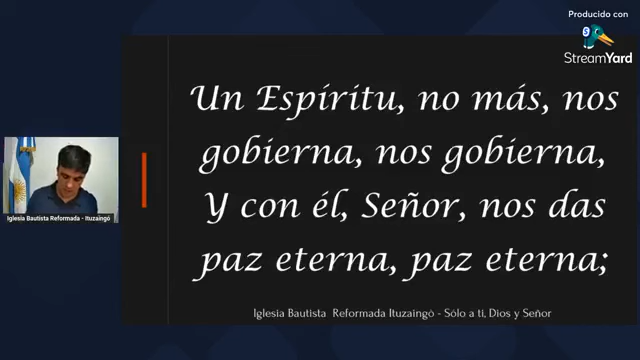 Producido con
StreamYard
Un Espíritu, no más, nos
gobierna, nos gobierna,
Y con él, Señor, nos das
paz eterna, paz eterna;
Iglesia Bautista Reformada - Ituzaingó
Iglesia Bautista Reformada Ituzaingò - Sólo a ti, Dios y Señor